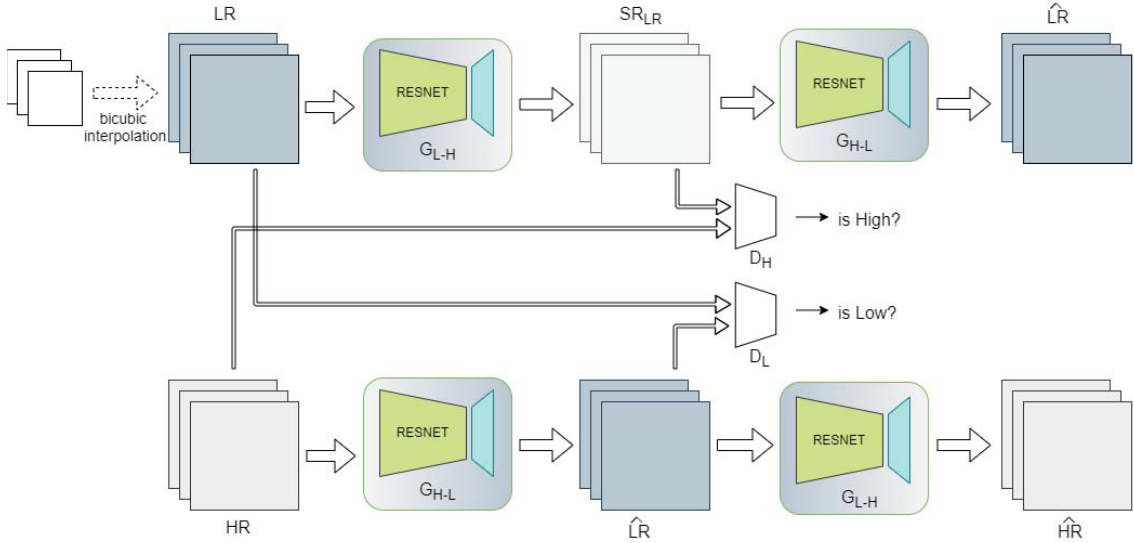 LR
SR_LR
L̂R
bicubic
interpolation
RESNET
G_L-H
RESNET
G_H-L
is High?
D_H
is Low?
D_L
RESNET
G_H-L
RESNET
G_L-H
HR
L̂R
ĤR